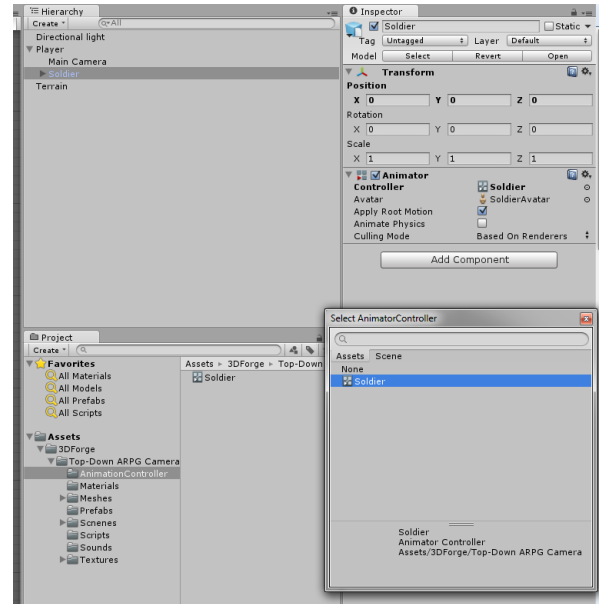 Hierarchy
Create
All
Directional light
Player
Main Camera
Soldier
Terrain
Inspector
Soldier
Static
Tag Untagged Layer Default
Model Select Revert Open
Transform
Position
X 0 Y 0 Z 0
Rotation
X 0 Y 0 Z 0
Scale
X 1 Y 1 Z 1
Animator
Controller Soldier
Avatar SoldierAvatar
Apply Root Motion
Animate Physics
Culling Mode Based On Renderers
Add Component
Project
Create
Favorites
All Materials
All Models
All Prefabs
All Scripts
Assets
3DForge
Top-Down ARPG Camera
AnimationController
Materials
Meshes
Prefabs
Scnenes
Scripts
Sounds
Textures
Assets 3DForge Top-Down
Soldier
Select AnimatorController
Assets Scene
None
Soldier
Soldier
Animator Controller
Assets/3DForge/Top-Down ARPG Camera